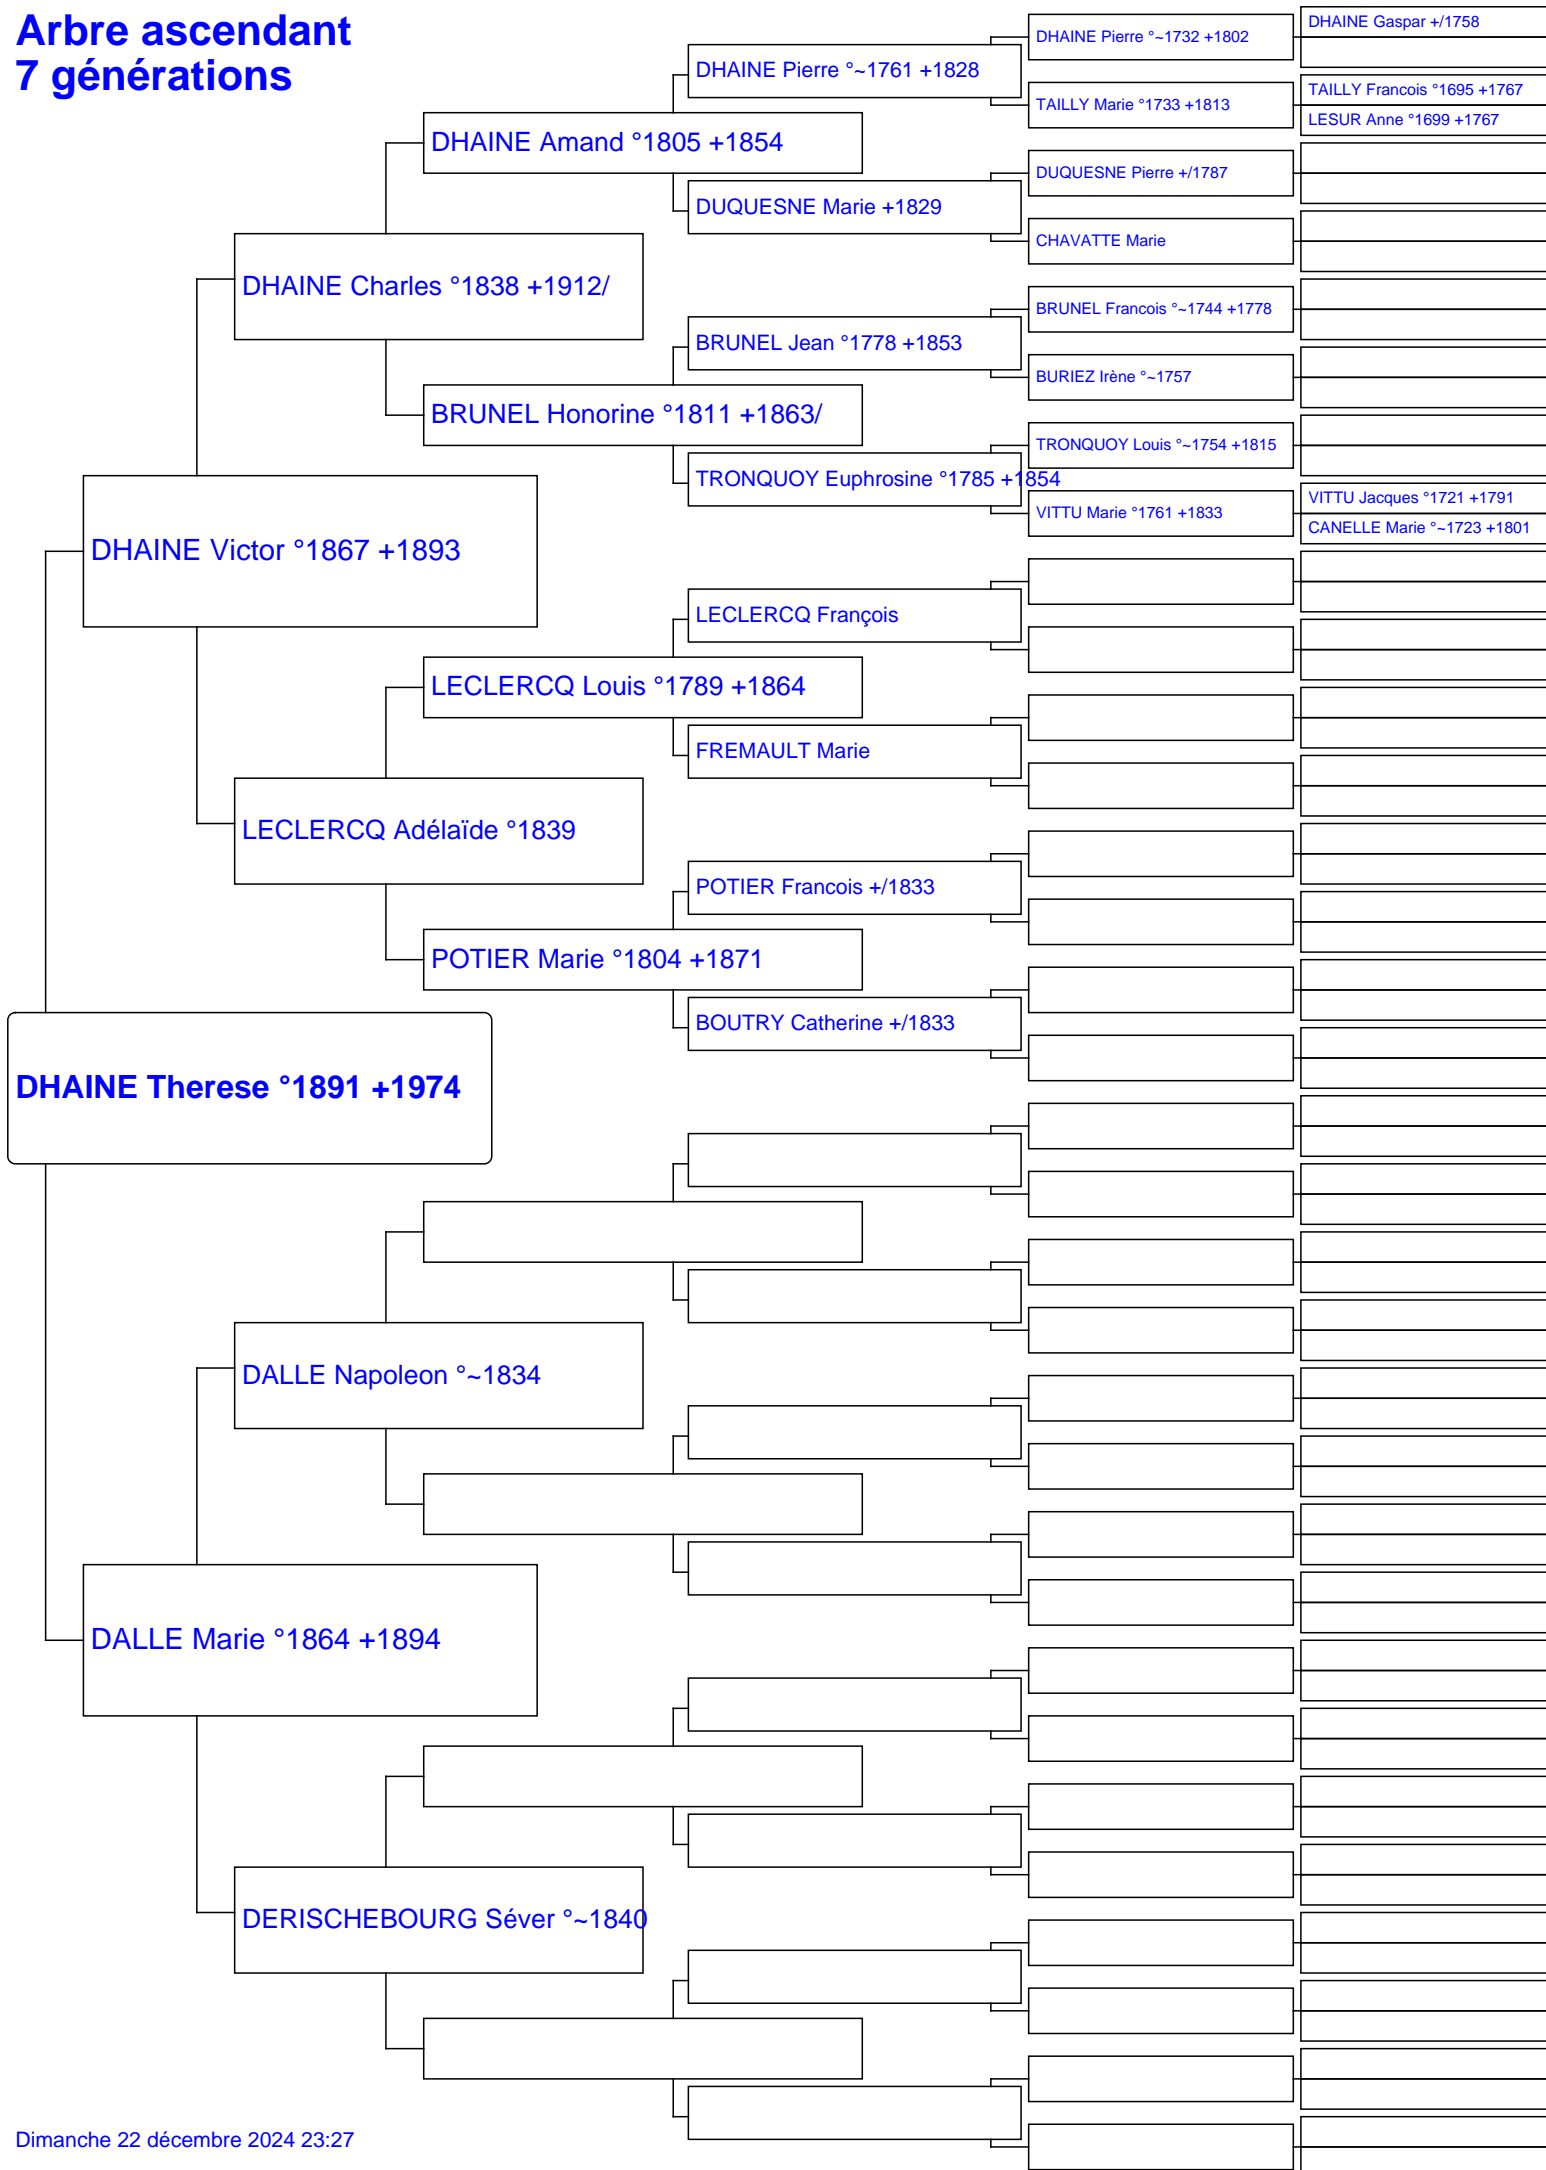 Arbre ascendant
7 générations
DHAINE Therese °1891 +1974
DHAINE Victor °1867 +1893
DALLE Marie °1864 +1894
DHAINE Charles °1838 +1912/
LECLERCQ Adélaïde °1839
DALLE Napoleon °~1834
DERISCHEBOURG Séver °~1840
DHAINE Amand °1805 +1854
BRUNEL Honorine °1811 +1863/
LECLERCQ Louis °1789 +1864
POTIER Marie °1804 +1871
DHAINE Pierre °~1761 +1828
DUQUESNE Marie +1829
BRUNEL Jean °1778 +1853
TRONQUOY Euphrosine °1785 +1854
LECLERCQ François
FREMAULT Marie
POTIER Francois +/1833
BOUTRY Catherine +/1833
DHAINE Pierre °~1732 +1802
TAILLY Marie °1733 +1813
DUQUESNE Pierre +/1787
CHAVATTE Marie
BRUNEL Francois °~1744 +1778
BURIEZ Irène °~1757
TRONQUOY Louis °~1754 +1815
VITTU Marie °1761 +1833
DHAINE Gaspar +/1758
TAILLY Francois °1695 +1767
LESUR Anne °1699 +1767
VITTU Jacques °1721 +1791
CANELLE Marie °~1723 +1801
Dimanche 22 décembre 2024 23:27